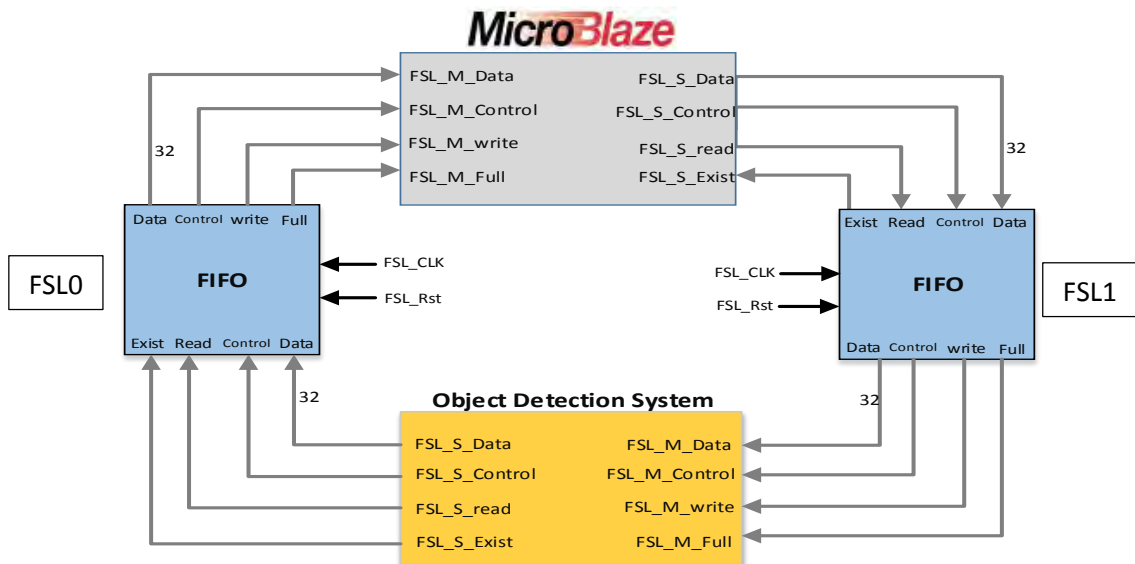 MicroBlaze
FSL_M_Data
FSL_S_Data
FSL_M_Control
FSL_S_Control
32
FSL_M_write
FSL_S_read
32
FSL_M_Full
FSL_S_Exist
Data Control write Full
Exist Read Control Data
FSL0
FIFO
FSL_CLK
FSL_Rst
FSL_CLK
FSL_Rst
FIFO
FSL1
Exist Read Control Data
Data Control write Full
32
32
Object Detection System
FSL_S_Data
FSL_M_Data
FSL_S_Control
FSL_M_Control
FSL_S_read
FSL_M_write
FSL_S_Exist
FSL_M_Full